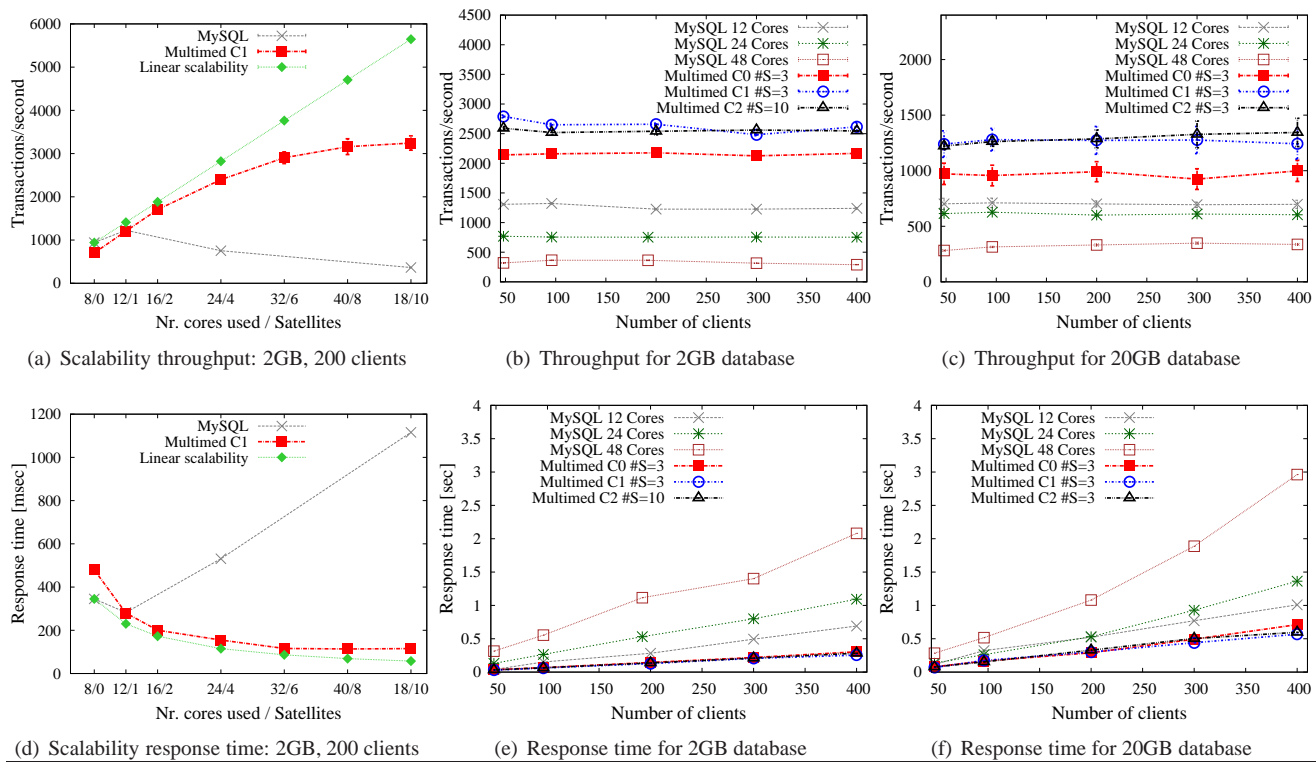 6000
5000
4000
3000
2000
1000
0
Transactions/second
MySQL
Multimed C1
Linear scalability
8/0 12/1 16/2 24/4 32/6 40/8 18/10
Nr. cores used / Satellites
(a) Scalability throughput: 2GB, 200 clients
4500
4000
3500
3000
2500
2000
1500
1000
500
0
Transactions/second
MySQL 12 Cores
MySQL 24 Cores
MySQL 48 Cores
Multimed C0 #S=3
Multimed C1 #S=3
Multimed C2 #S=10
50 100 150 200 250 300 350 400
Number of clients
(b) Throughput for 2GB database
2000
1500
1000
500
0
Transactions/second
MySQL 12 Cores
MySQL 24 Cores
MySQL 48 Cores
Multimed C0 #S=3
Multimed C1 #S=3
Multimed C2 #S=3
50 100 150 200 250 300 350 400
Number of clients
(c) Throughput for 20GB database
1200
1000
800
600
400
200
0
Response time [msec]
MySQL
Multimed C1
Linear scalability
8/0 12/1 16/2 24/4 32/6 40/8 18/10
Nr. cores used / Satellites
(d) Scalability response time: 2GB, 200 clients
4
3.5
3
2.5
2
1.5
1
0.5
0
Response time [sec]
MySQL 12 Cores
MySQL 24 Cores
MySQL 48 Cores
Multimed C0 #S=3
Multimed C1 #S=3
Multimed C2 #S=10
50 100 150 200 250 300 350 400
Number of clients
(e) Response time for 2GB database
4
3.5
3
2.5
2
1.5
1
0.5
0
Response time [sec]
MySQL 12 Cores
MySQL 24 Cores
MySQL 48 Cores
Multimed C0 #S=3
Multimed C1 #S=3
Multimed C2 #S=3
50 100 150 200 250 300 350 400
Number of clients
(f) Response time for 20GB database